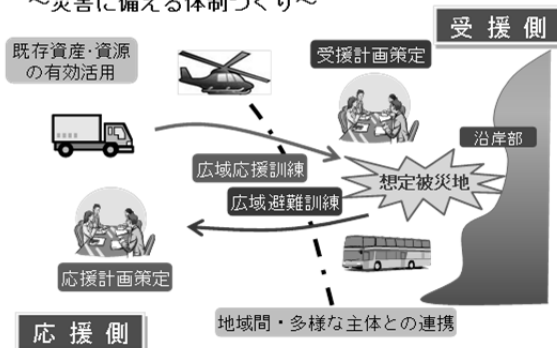 ～災害に備える体制づくり～
受援側
既存資産・資源
の有効活用
受援計画策定
沿岸部
広域応援訓練
想定被災地
広域避難訓練
応援計画策定
地域間・多様な主体との連携
応援側